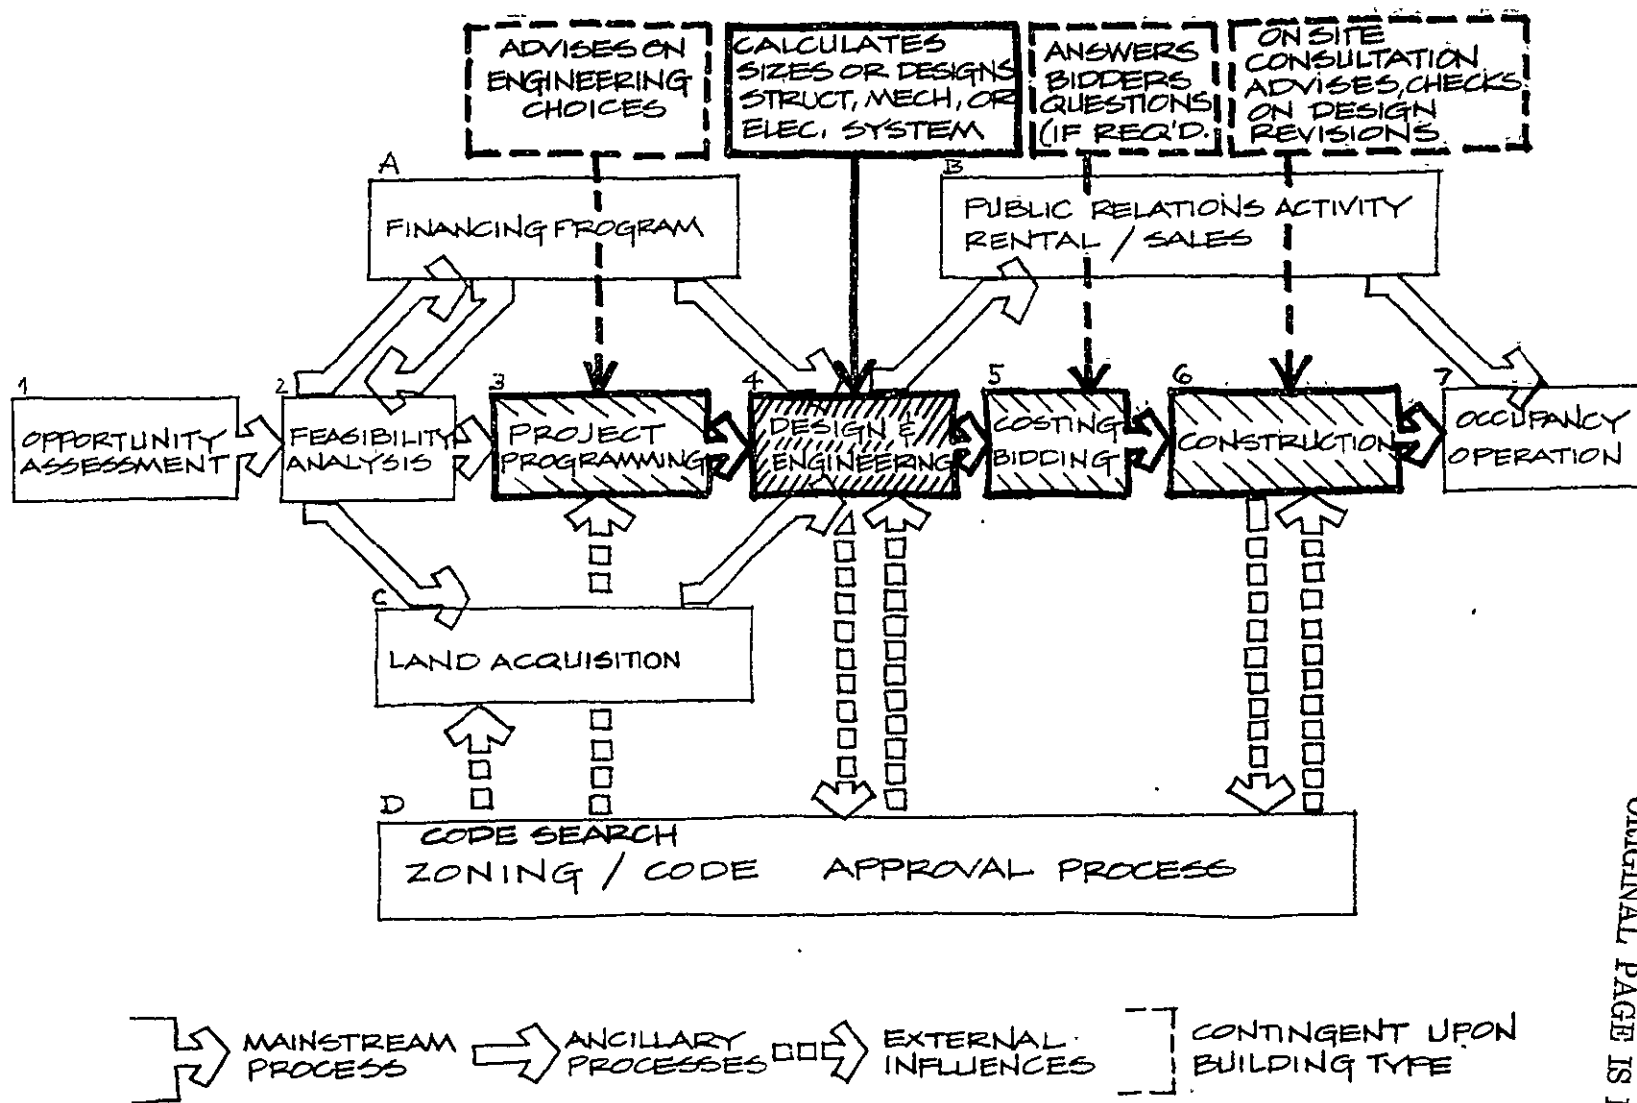 ADVISES ON
ENGINEERING
CHOICES
CALCULATES
SIZES OR DESIGNS
STRUCT, MECH, OR
ELEC. SYSTEM
ANSWERS
BIDDERS
QUESTIONS
(IF REQ'D.
ON SITE
CONSULTATION
ADVISES, CHECKS
ON DESIGN
REVISIONS
A
FINANCING PROGRAM
B
PUBLIC RELATIONS ACTIVITY
RENTAL / SALES
1
OPPORTUNITY
ASSESSMENT
2
FEASIBILITY
ANALYSIS
3
PROJECT
PROGRAMMING
4
DESIGN &
ENGINEERING
5
COSTING
BIDDING
6
CONSTRUCTION
7
OCCUPANCY
OPERATION
C
LAND ACQUISITION
D
CODE SEARCH
ZONING / CODE APPROVAL PROCESS
MAINSTREAM
PROCESS
ANCILLARY
PROCESSES
EXTERNAL
INFLUENCES
CONTINGENT UPON
BUILDING TYPE
ORIGINAL PAGE IS